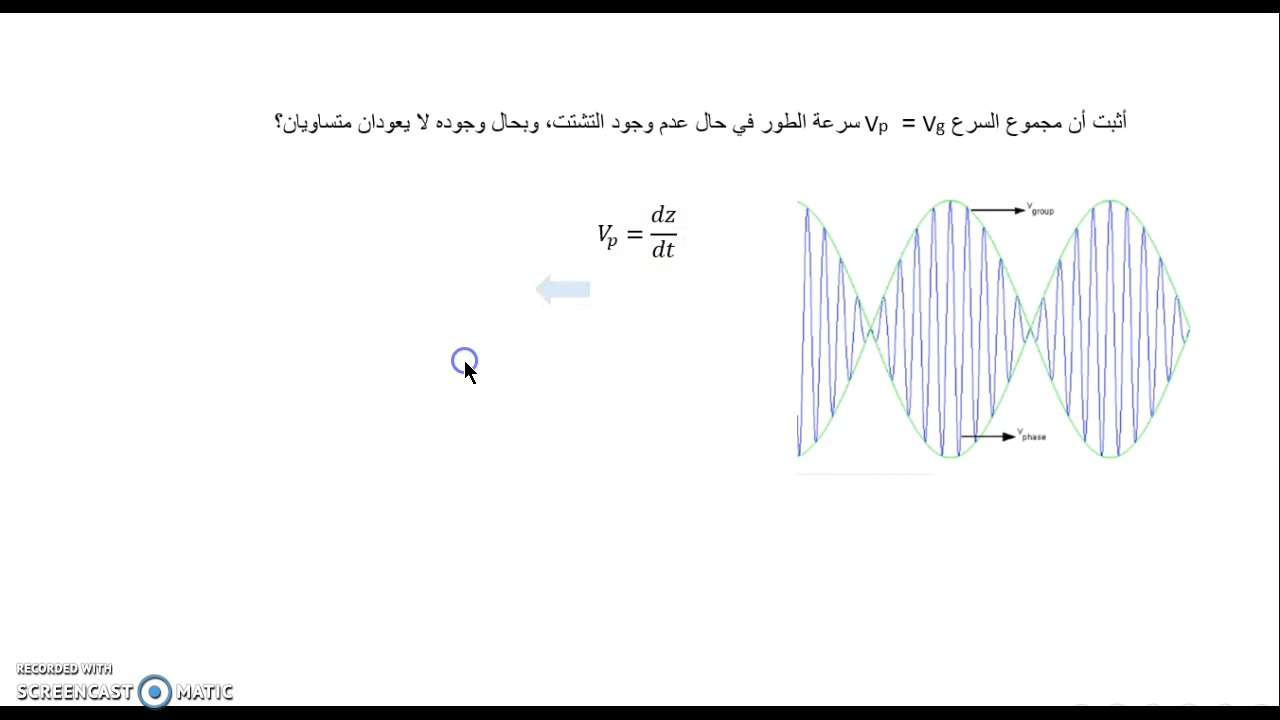 أثبت أن مجموع السرع Vg = Vp سرعة الطور في حال عدم وجود التشتت، وبحال وجوده لا يعودان متساويان؟
Vp = dz/dt
Vgroup
Vphase
RECORDED WITH
SCREENCAST MATIC